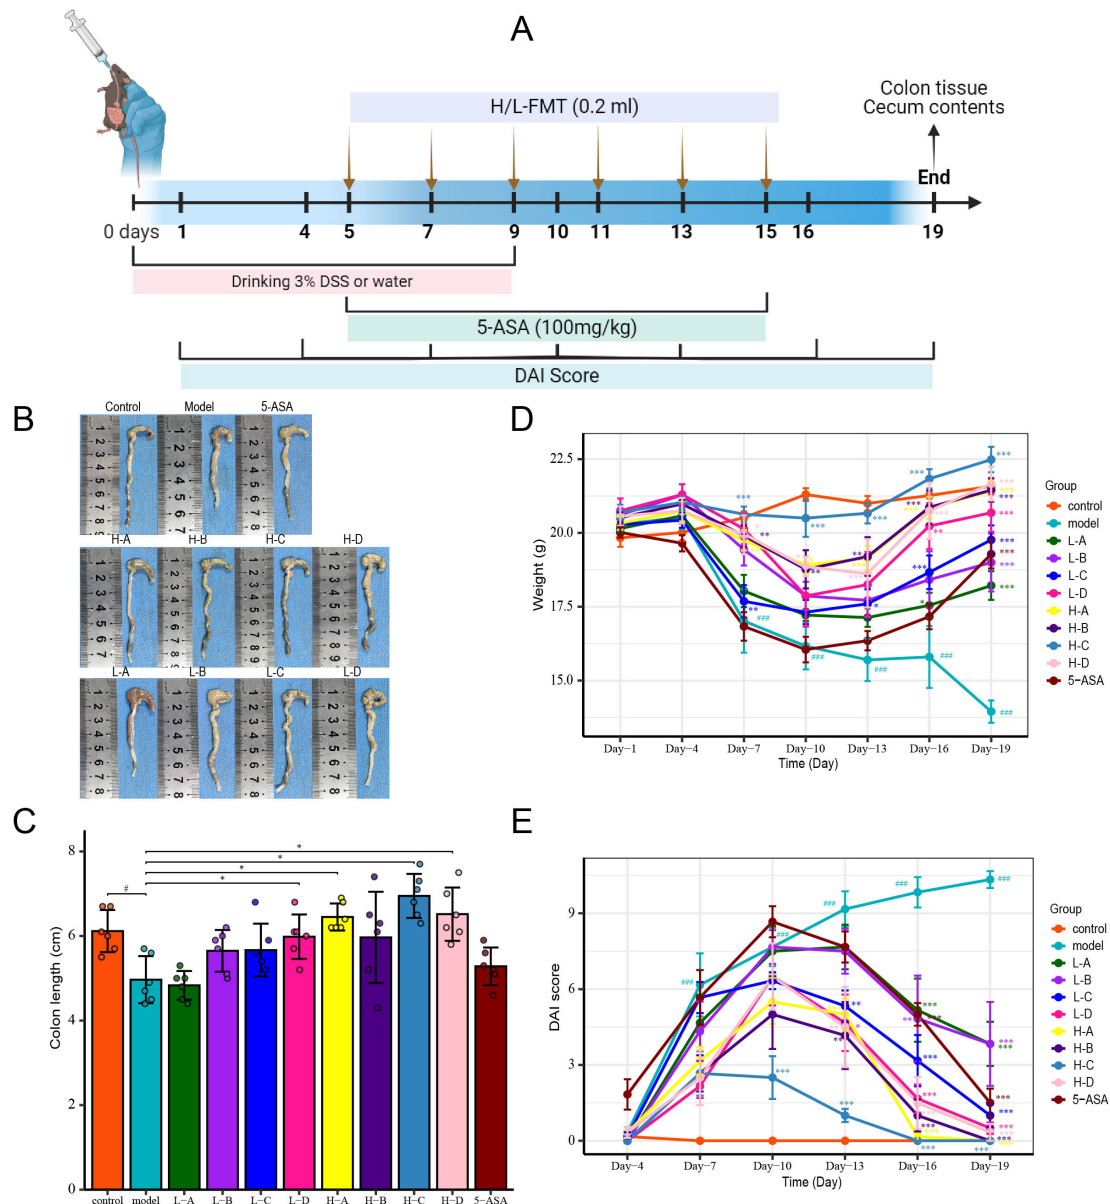 A
H/L-FMT (0.2 ml)
Colon tissue
Cecum contents
End
0 days 1 4 5 7 9 10 11 13 15 16 19
Drinking 3% DSS or water
5-ASA (100mg/kg)
DAI Score
B
Control Model 5-ASA
H-A H-B H-C H-D
L-A L-B L-C L-D
C
Colon length (cm)
8
6
4
2
0
#
*
*
*
*
control model L−A L−B L−C L−D H−A H−B H−C H−D 5−ASA
D
Weight (g)
22.5
20.0
17.5
15.0
Day−1 Day−4 Day−7 Day−10 Day−13 Day−16 Day−19
Time (Day)
Group
control
model
L−A
L−B
L−C
L−D
H−A
H−B
H−C
H−D
5−ASA
E
DAI score
9
6
3
0
Day−4 Day−7 Day−10 Day−13 Day−16 Day−19
Time (Day)
Group
control
model
L−A
L−B
L−C
L−D
H−A
H−B
H−C
H−D
5−ASA